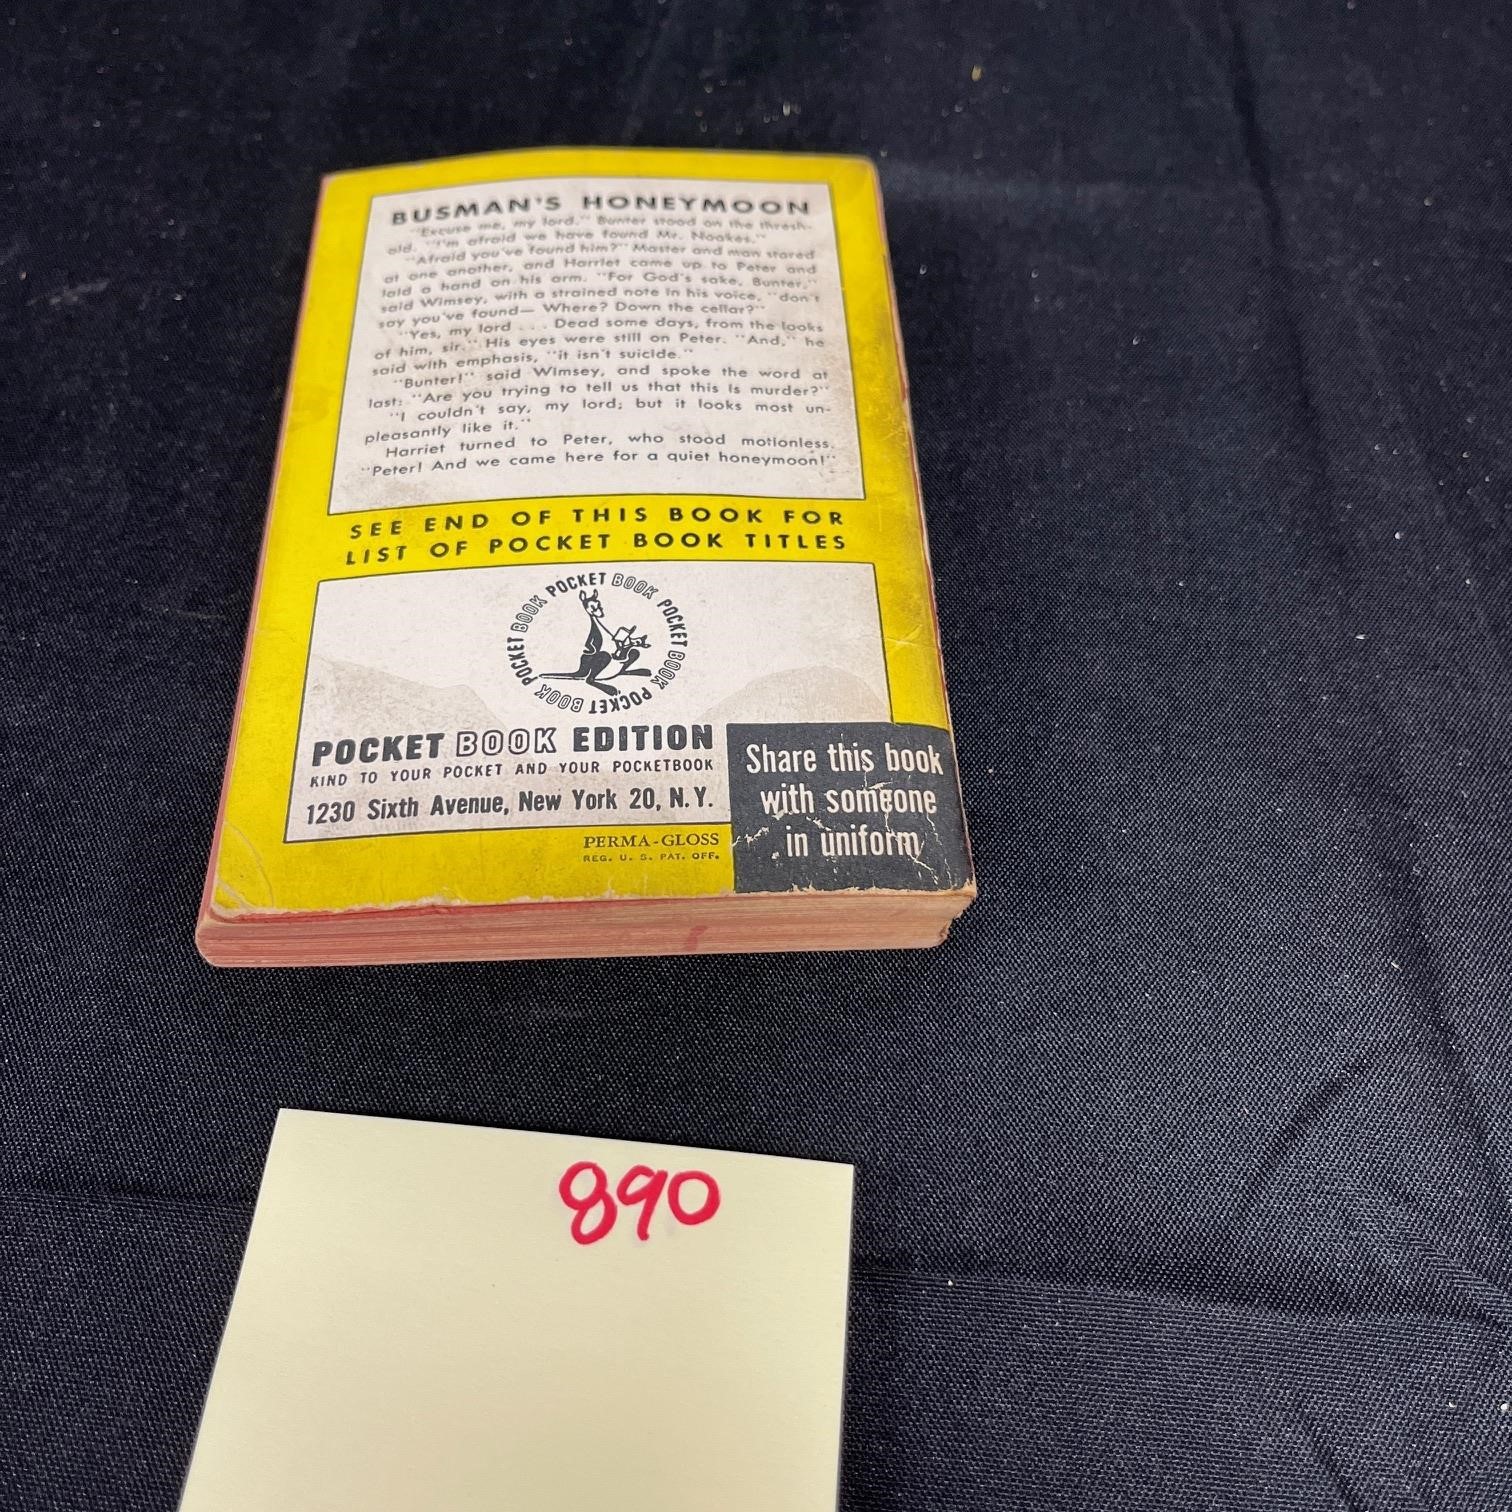 BUSMAN'S HONEYMOON
"Excuse me, my lord." Bunter stood on the thresh-
old. "I'm afraid we have found Mr. Noakes."
"Afraid you've found him?" Master and man stared
at one another, and Harriet came up to Peter and
laid a hand on his arm. "For God's sake, Bunter,"
said Wimsey, with a strained note in his voice, "don't
say you've found— Where? Down the cellar?"
"Yes, my lord . . . Dead some days, from the looks
of him, sir." His eyes were still on Peter. "And," he
said with emphasis, "it isn't suicide."
"Bunter!" said Wimsey, and spoke the word at
last: "Are you trying to tell us that this is murder?"
"I couldn't say, my lord; but it looks most un-
pleasantly like it."
Harriet turned to Peter, who stood motionless.
"Peter! And we came here for a quiet honeymoon!"
SEE END OF THIS BOOK FOR
LIST OF POCKET BOOK TITLES
POCKET BOOK POCKET BOOK POCKET BOOK POCKET BOOK
POCKET BOOK EDITION
KIND TO YOUR POCKET AND YOUR POCKETBOOK
1230 Sixth Avenue, New York 20, N.Y.
PERMA-GLOSS
REG. U. S. PAT. OFF.
Share this book
with someone
in uniform
890